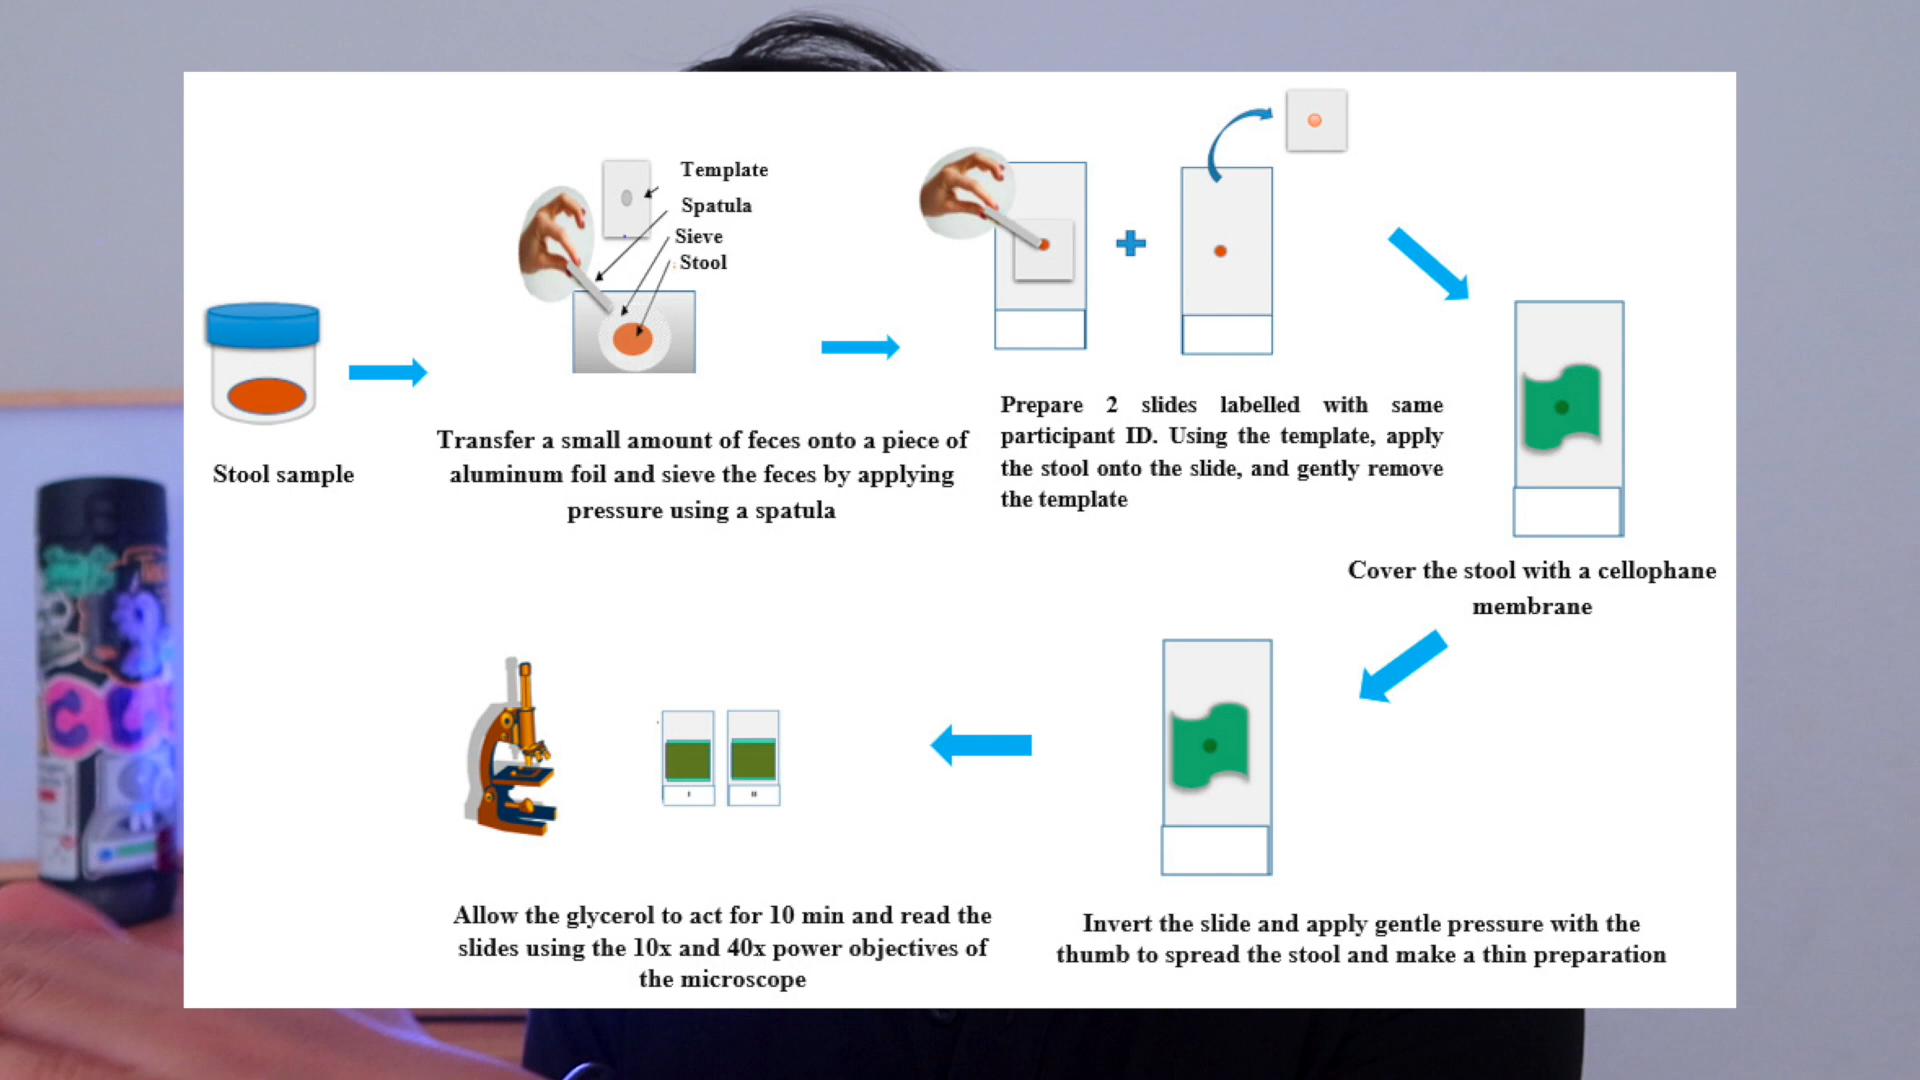 Template
Spatula
Sieve
Stool
Stool sample
Transfer a small amount of feces onto a piece of
aluminum foil and sieve the feces by applying
pressure using a spatula
Prepare 2 slides labelled with same
participant ID. Using the template, apply
the stool onto the slide, and gently remove
the template
Cover the stool with a cellophane
membrane
Invert the slide and apply gentle pressure with the
thumb to spread the stool and make a thin preparation
I
II
Allow the glycerol to act for 10 min and read the
slides using the 10x and 40x power objectives of
the microscope